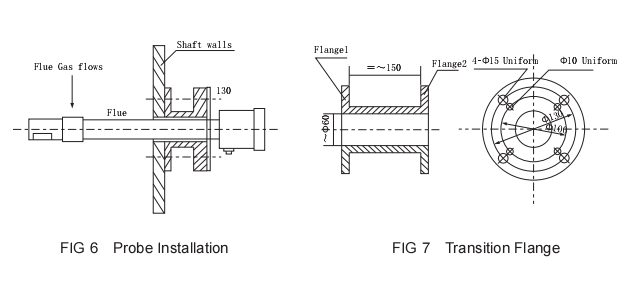 Shaft walls
Flue Gas flows
130
Flue
FIG 6 Probe Installation
Flange1
=~150
Flange2
~Φ60
4-Φ15 Uniform
Φ10 Uniform
Φ130
Φ100
FIG 7 Transition Flange